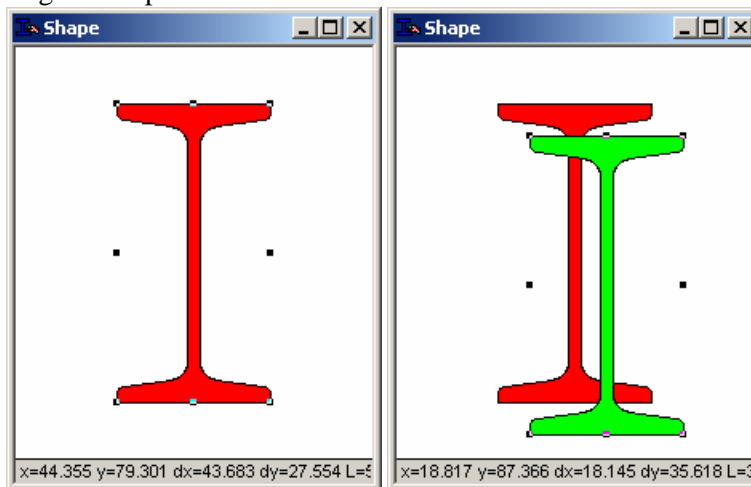 Shape
Shape
x=44.355 y=79.301 dx=43.683 dy=27.554 L=
x=18.817 y=87.366 dx=18.145 dy=35.618 L=